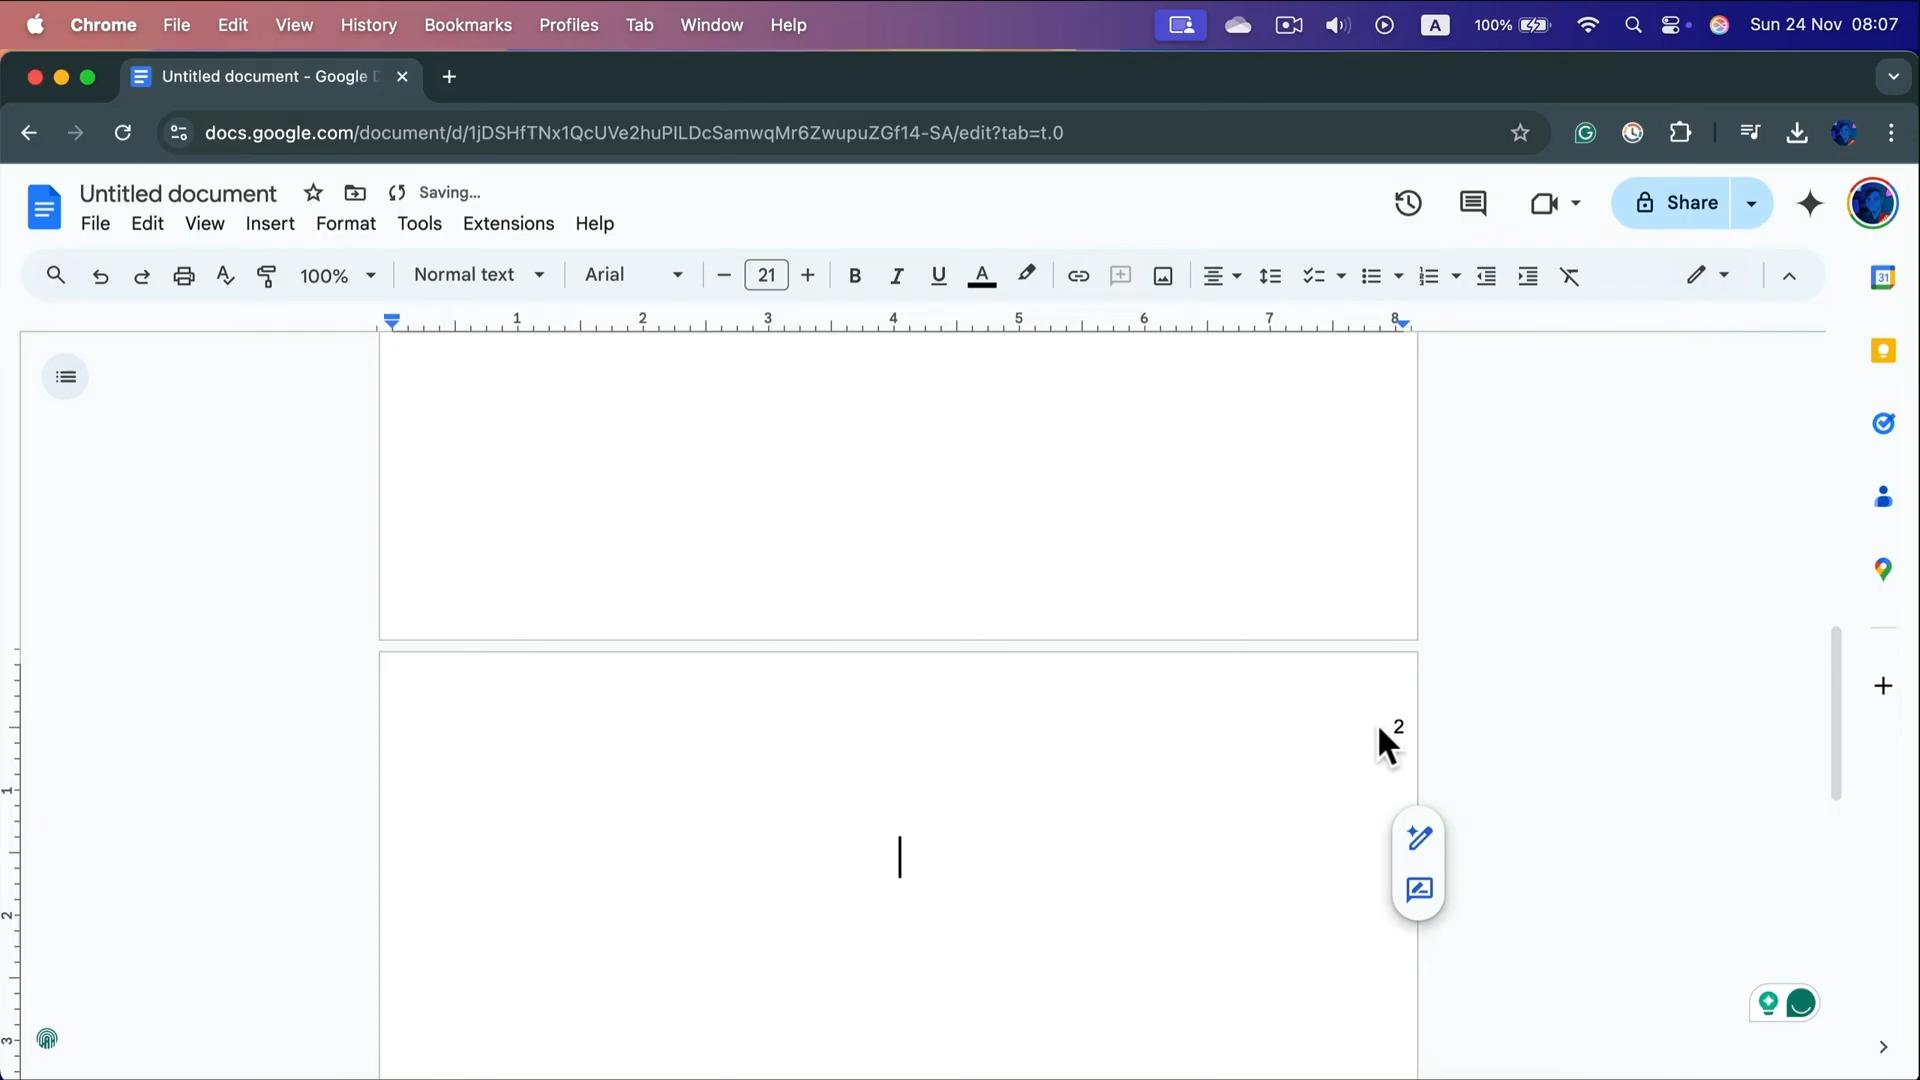 Chrome File Edit View History Bookmarks Profiles Tab Window Help A 100% Sun 24 Nov 08:07
Untitled document - Google D
docs.google.com/document/d/1jDSHfTNx1QcUVe2huPILDcSamwqMr6ZwupuZGf14-SA/edit?tab=t.0
Untitled document Saving...
Share
File Edit View Insert Format Tools Extensions Help
100% Normal text Arial 21 B I U A
31
1 2 3 4 5 6 7 8
2
1
2
3